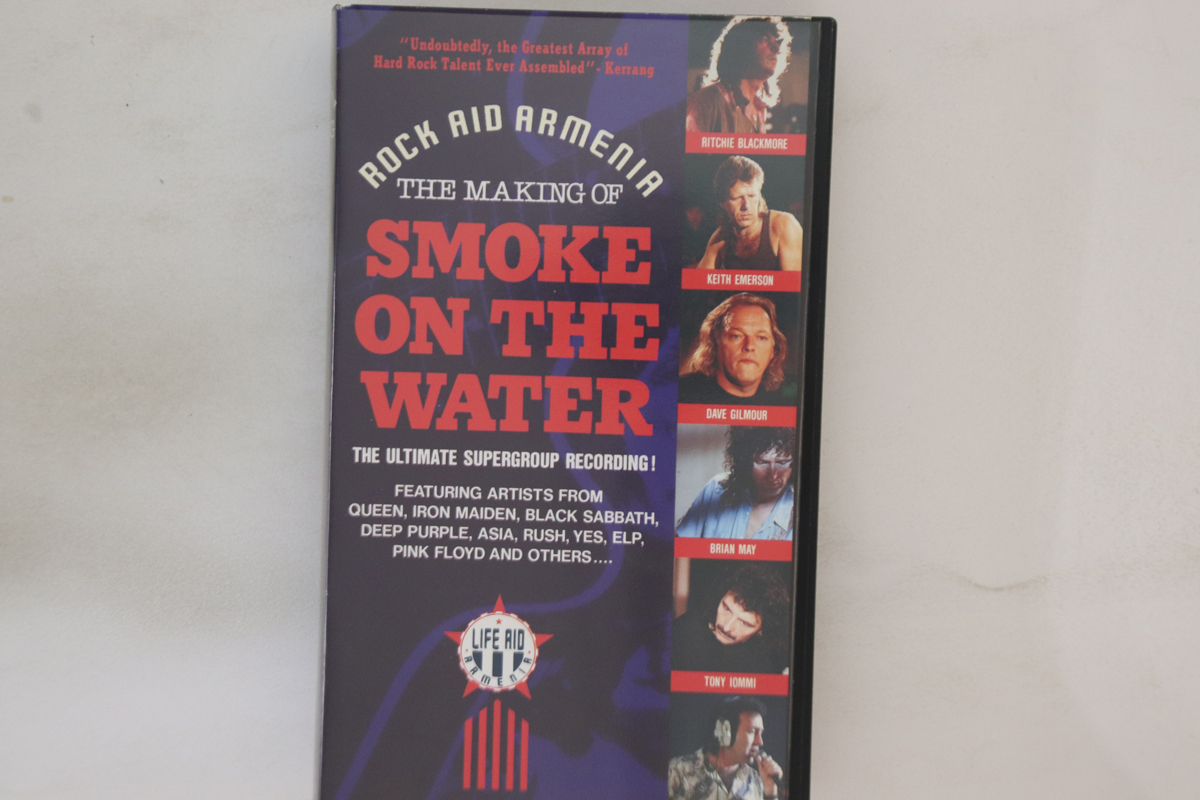 "Undoubtedly, the Greatest Array of
Hard Rock Talent Ever Assembled" - Kerrang
ROCK AID ARMENIA
THE MAKING OF
SMOKE
ON THE
WATER
THE ULTIMATE SUPERGROUP RECORDING!
FEATURING ARTISTS FROM
QUEEN, IRON MAIDEN, BLACK SABBATH,
DEEP PURPLE, ASIA, RUSH, YES, ELP,
PINK FLOYD AND OTHERS....
LIFE AID
ARMENIA
RITCHIE BLACKMORE
KEITH EMERSON
DAVE GILMOUR
BRIAN MAY
TONY IOMMI